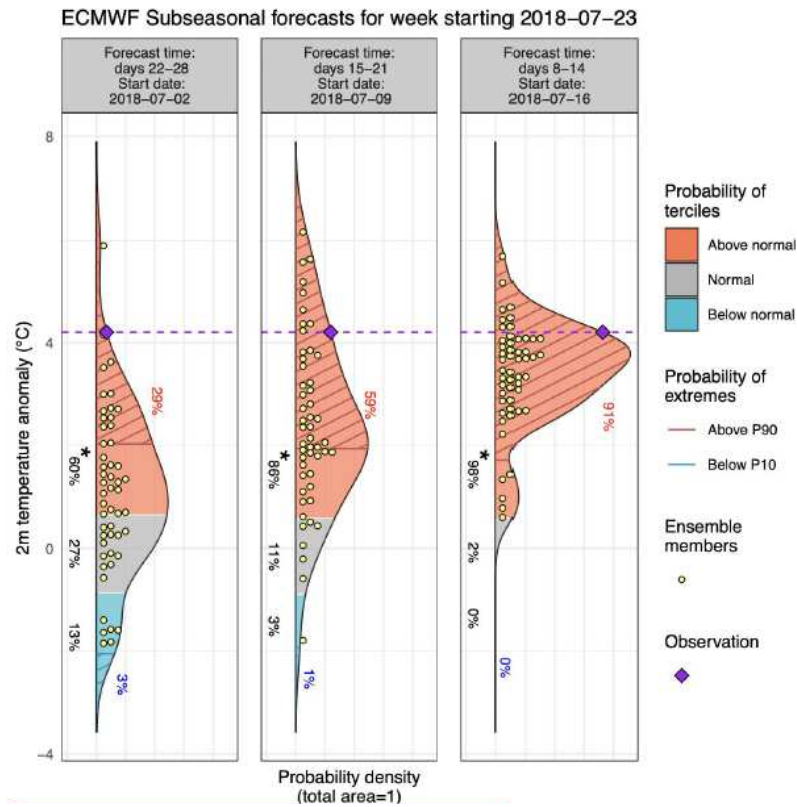 ECMWF Subseasonal forecasts for week starting 2018−07−23
Forecast time:
days 22−28
Start date:
2018−07−02
Forecast time:
days 15−21
Start date:
2018−07−09
Forecast time:
days 8−14
Start date:
2018−07−16
2m temperature anomaly (°C)
8
4
0
−4
29%
*
60%
27%
13%
3%
59%
*
86%
11%
3%
1%
91%
*
98%
2%
0%
0%
Probability density
(total area=1)
Probability of
terciles
Above normal
Normal
Below normal
Probability of
extremes
Above P90
Below P10
Ensemble
members
Observation